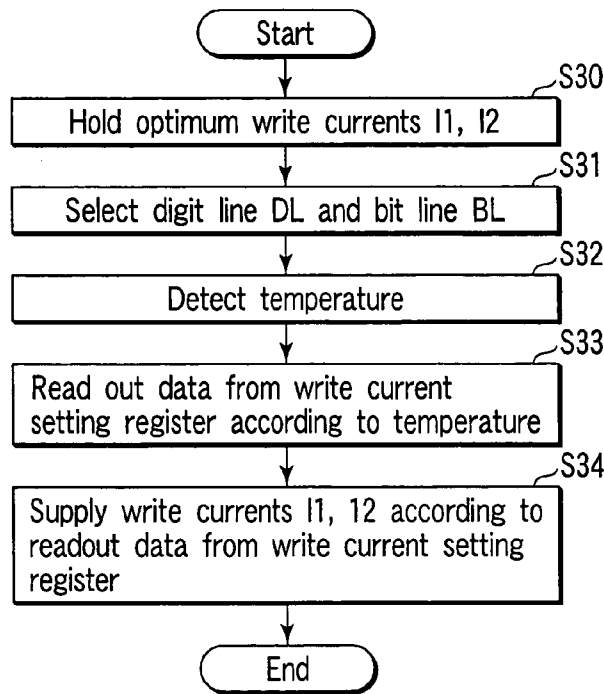 Start
S30
Hold optimum write currents I1, I2
S31
Select digit line DL and bit line BL
S32
Detect temperature
S33
Read out data from write current
setting register according to temperature
S34
Supply write currents I1, 12 according to
readout data from write current setting
register
End